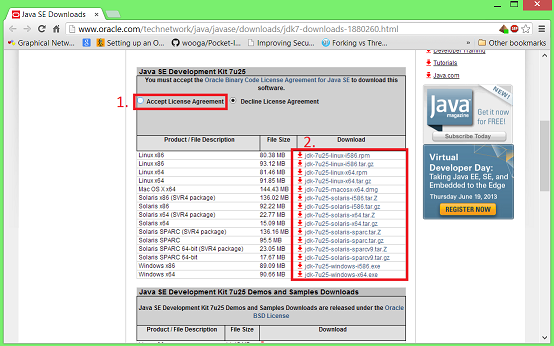 Java SE Downloads
www.oracle.com/technetwork/java/javase/downloads/jdk7-downloads-1880260.html
Graphical Netw...
Setting up an O...
wooga/Pocket-I...
Improving Secu...
Forking vs Thre...
Other bookmarks
Developer Training
Tutorials
Java.com
Java SE Development Kit 7u25
You must accept the Oracle Binary Code License Agreement for Java SE to download this
software.
1. Accept License Agreement Decline License Agreement
2.
Product / File Description File Size Download
Linux x86 80.38 MB jdk-7u25-linux-i586.rpm
Linux x86 93.12 MB jdk-7u25-linux-i586.tar.gz
Linux x64 81.46 MB jdk-7u25-linux-x64.rpm
Linux x64 91.85 MB jdk-7u25-linux-x64.tar.gz
Mac OS X x64 144.43 MB jdk-7u25-macosx-x64.dmg
Solaris x86 (SVR4 package) 136.02 MB jdk-7u25-solaris-i586.tar.Z
Solaris x86 92.22 MB jdk-7u25-solaris-i586.tar.gz
Solaris x64 (SVR4 package) 22.77 MB jdk-7u25-solaris-x64.tar.Z
Solaris x64 15.09 MB jdk-7u25-solaris-x64.tar.gz
Solaris SPARC (SVR4 package) 136.16 MB jdk-7u25-solaris-sparc.tar.Z
Solaris SPARC 95.5 MB jdk-7u25-solaris-sparc.tar.gz
Solaris SPARC 64-bit (SVR4 package) 23.05 MB jdk-7u25-solaris-sparcv9.tar.Z
Solaris SPARC 64-bit 17.67 MB jdk-7u25-solaris-sparcv9.tar.gz
Windows x86 89.09 MB jdk-7u25-windows-i586.exe
Windows x64 90.66 MB jdk-7u25-windows-x64.exe
Java SE Development Kit 7u25 Demos and Samples Downloads
Java SE Development Kit 7u25 Demos and Samples Downloads are released under the Oracle
BSD License
Product / File Description File Size Download
NEW!
Java
magazine
Get it now
for FREE!
Subscribe Today
Virtual
Developer Day:
Taking Java EE, SE, and
Embedded to the Edge
Thursday June 19, 2013
REGISTER NOW